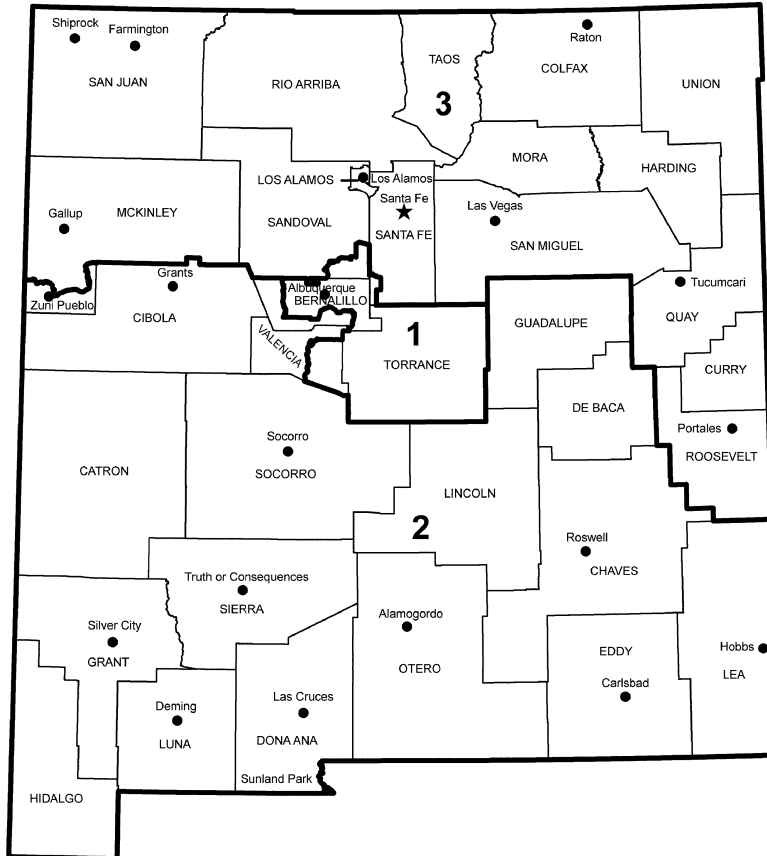 Shiprock
Farmington
Raton
TAOS
COLFAX
SAN JUAN
RIO ARRIBA
UNION
3
MORA
HARDING
LOS ALAMOS
Los Alamos
Santa Fe
Las Vegas
Gallup
MCKINLEY
SANDOVAL
SANTA FE
SAN MIGUEL
Grants
Tucumcari
Albuquerque
Zuni Pueblo
BERNALILLO
CIBOLA
QUAY
GUADALUPE
1
VALENCIA
TORRANCE
CURRY
DE BACA
Portales
Socorro
ROOSEVELT
CATRON
SOCORRO
LINCOLN
2
Roswell
CHAVES
Truth or Consequences
SIERRA
Alamogordo
Silver City
GRANT
EDDY
Hobbs
OTERO
LEA
Carlsbad
Las Cruces
Deming
LUNA
DONA ANA
Sunland Park
HIDALGO